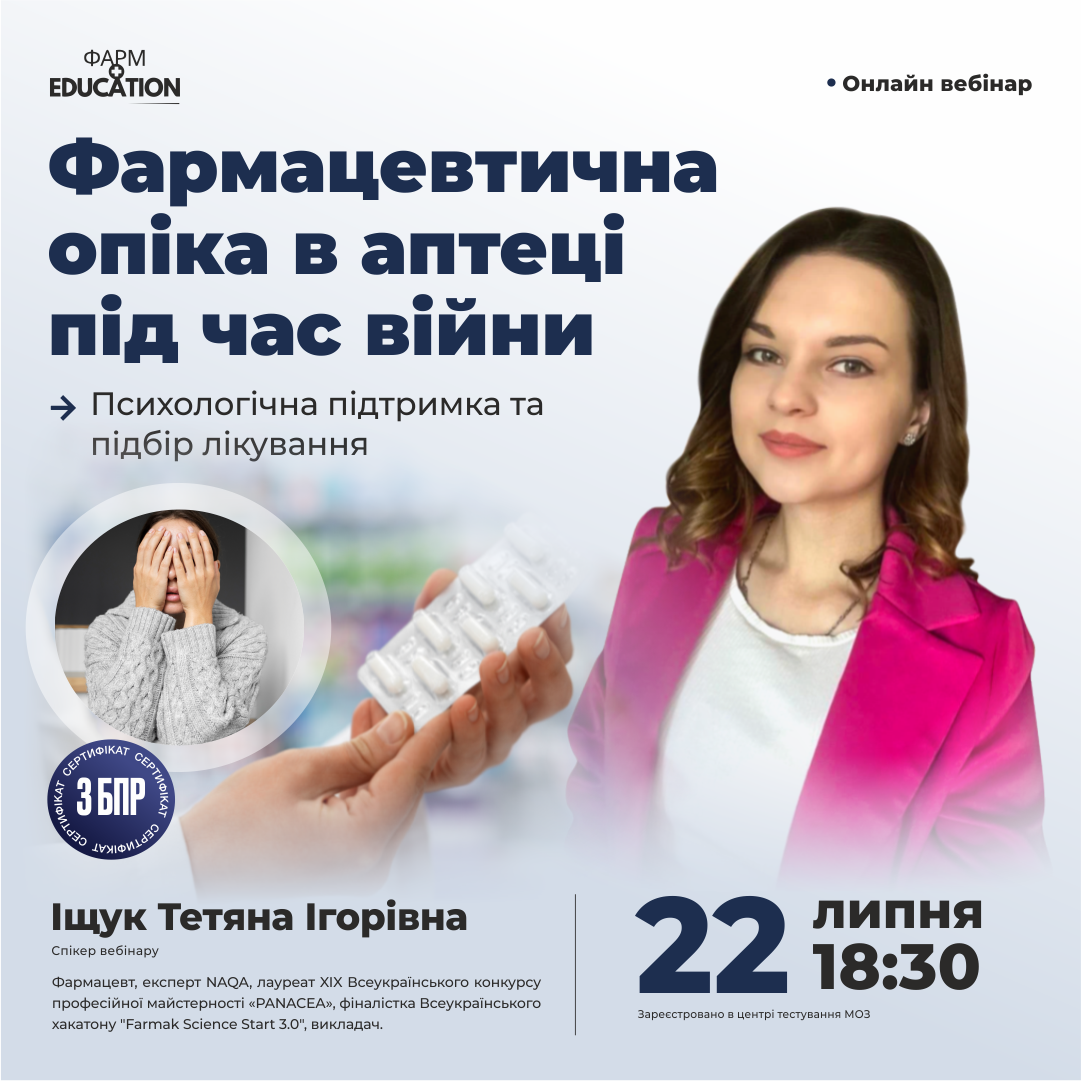 ФАРМ
EDUCATION
• Онлайн вебінар
Фармацевтична
опіка в аптеці
під час війни
→ Психологічна підтримка та
підбір лікування
СЕРТИФІКАТ СЕРТИФІКАТ СЕРТИФІКАТ СЕРТИФІКАТ
3 БПР
Іщук Тетяна Ігорівна
Спікер вебінару
Фармацевт, експерт NAQA, лауреат XIX Всеукраїнського конкурсу
професійної майстерності «PANACEA», фіналістка Всеукраїнського
хакатону "Farmak Science Start 3.0", викладач.
22
липня
18:30
Зареєстровано в центрі тестування МОЗ